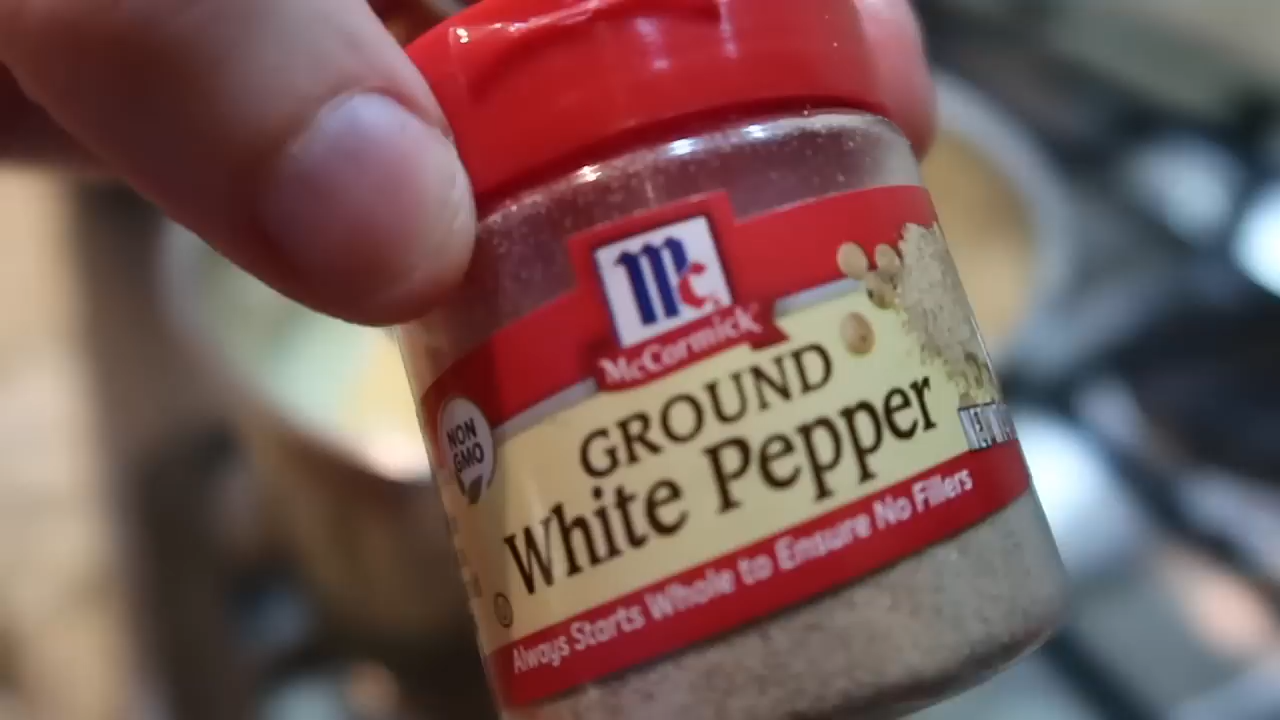 Mc
McCormick
NON
GMO
GROUND
White Pepper
Always Starts Whole to Ensure No Fillers